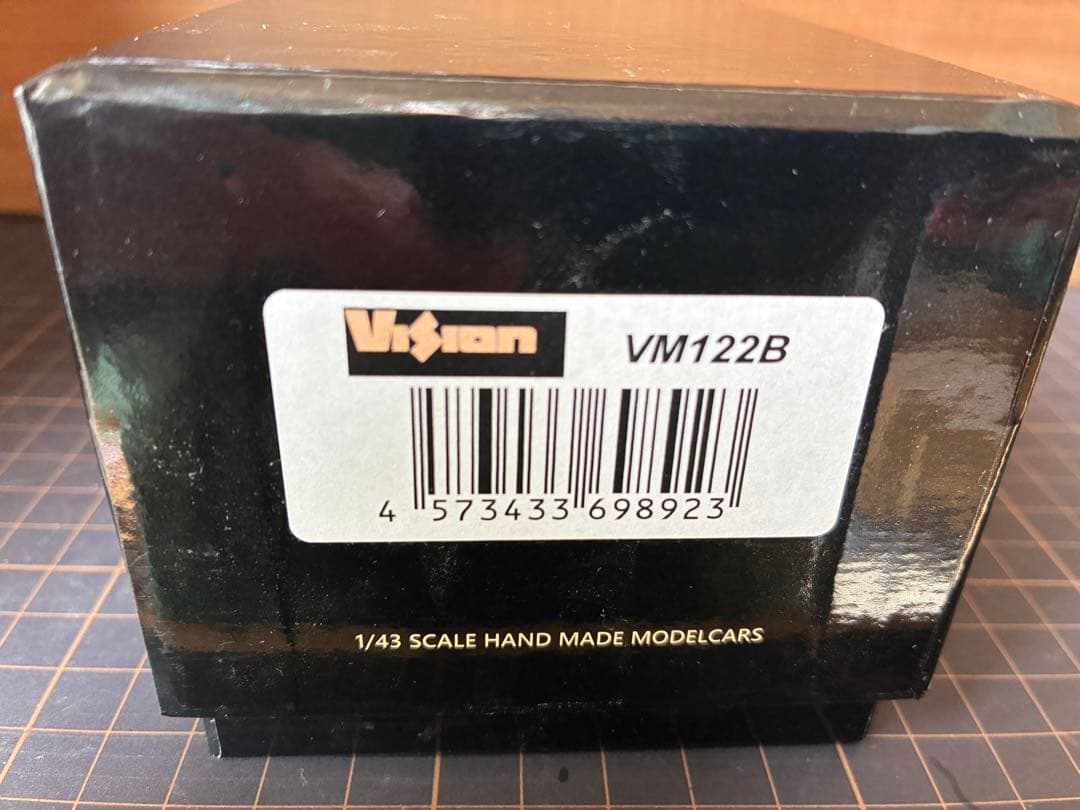 Vision
VM122B
4 573433 698923
1/43 SCALE HAND MADE MODELCARS